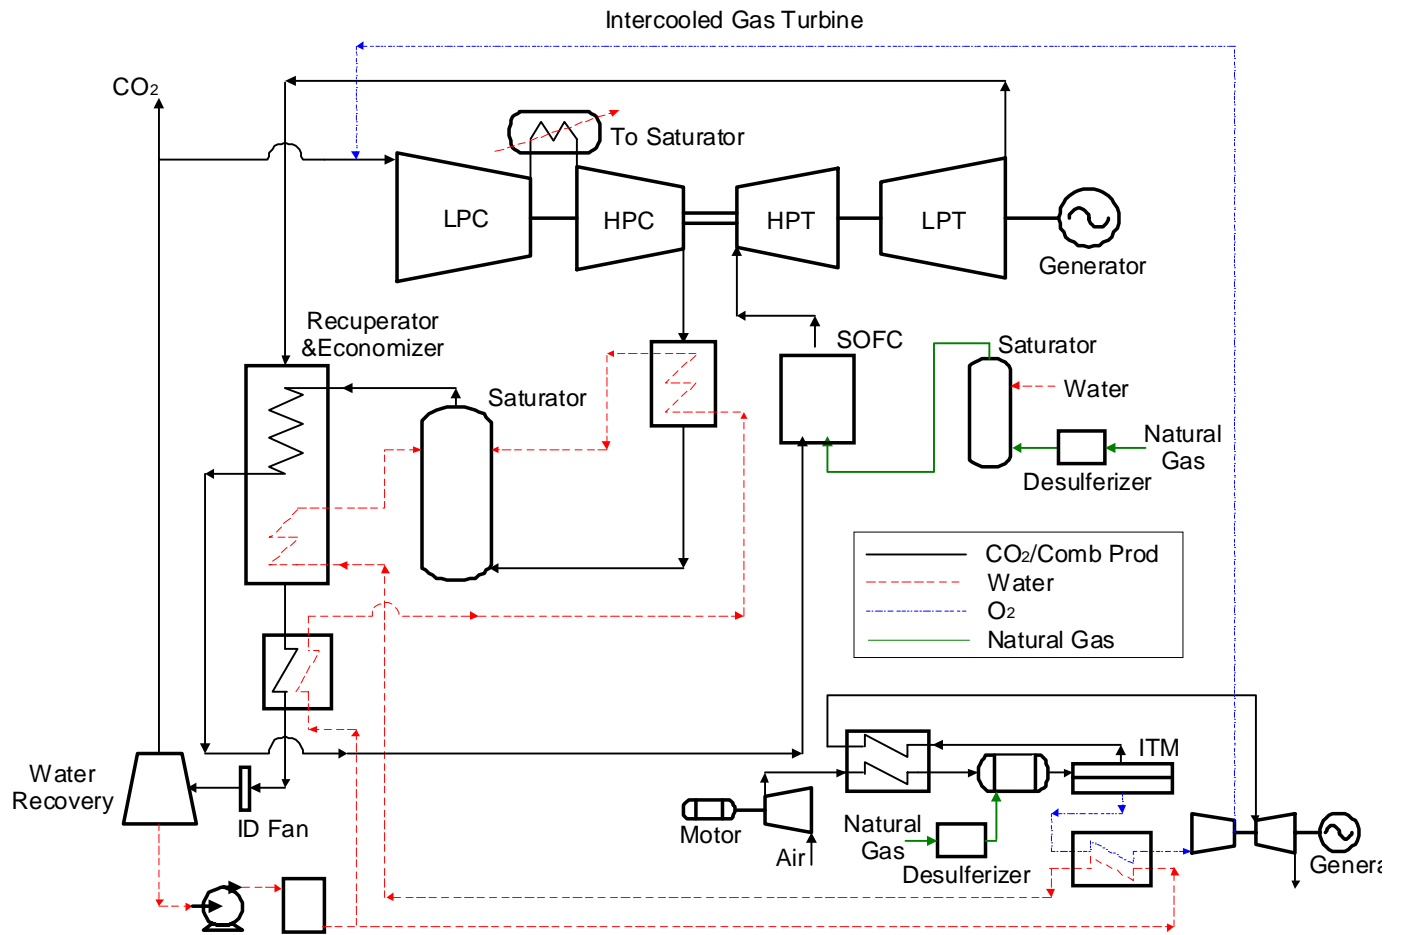 Intercooled Gas Turbine
CO2
To Saturator
LPC
HPC
HPT
LPT
Generator
Recuperator
&Economizer
SOFC
Saturator
Water
Saturator
Natural
Gas
Desulferizer
CO2/Comb Prod
Water
O2
Natural Gas
ITM
Water
Recovery
ID Fan
Motor
Air
Natural
Gas
Desulferizer
Genera